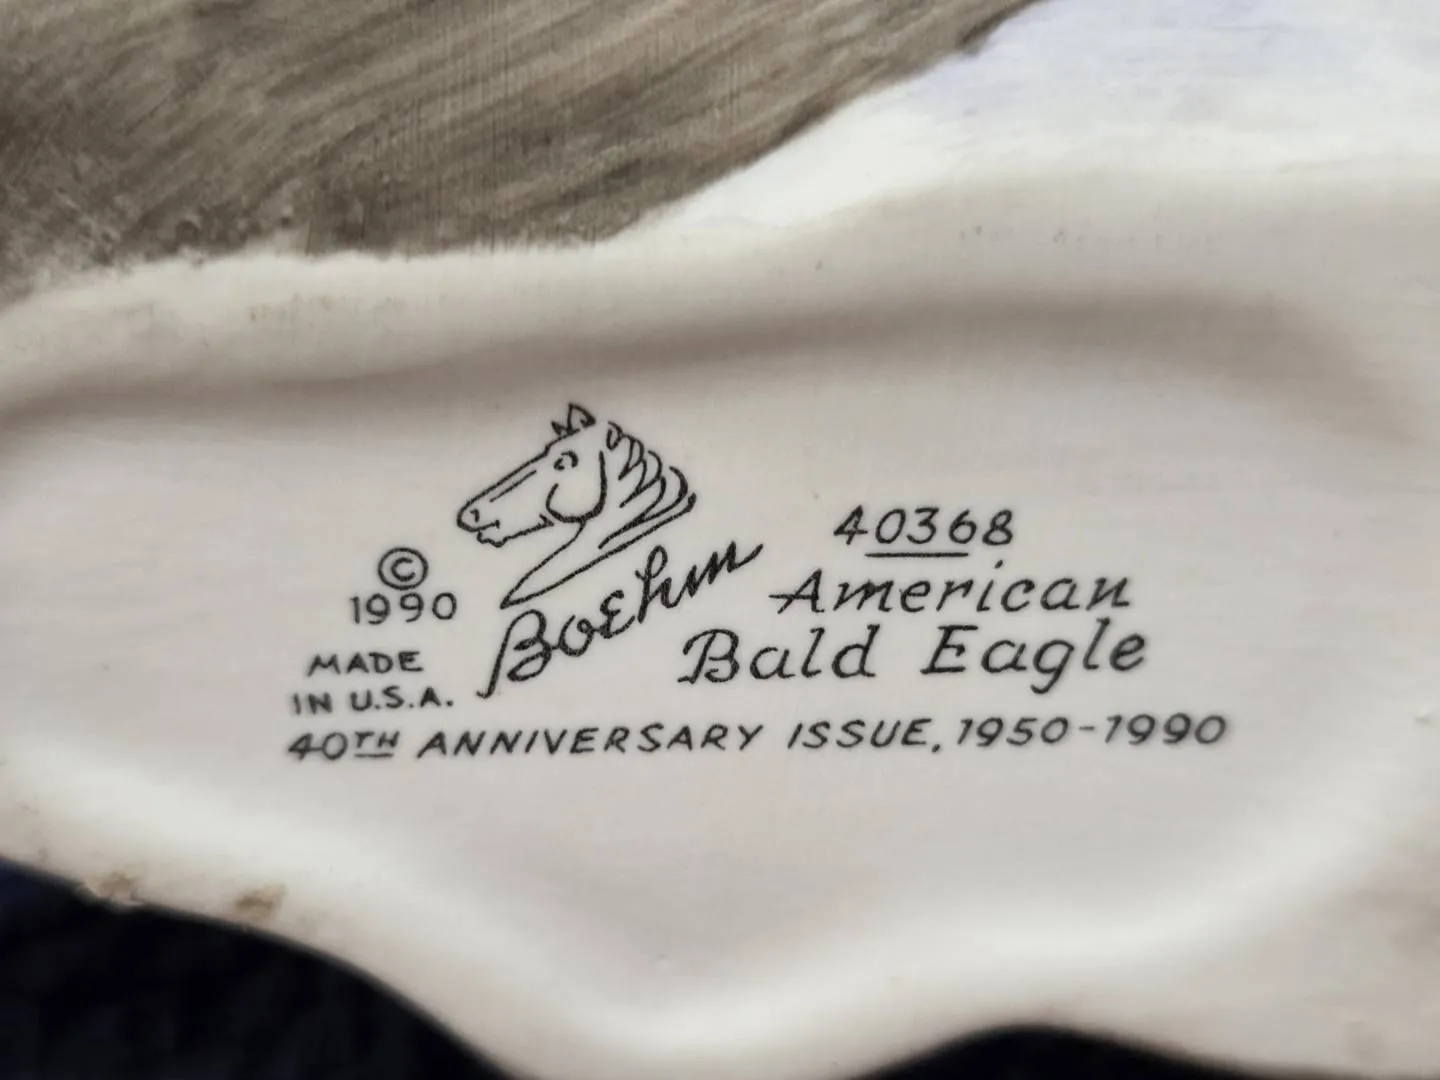 ©
1990
MADE
IN U.S.A.
Boehm
40368
American
Bald Eagle
40TH ANNIVERSARY ISSUE, 1950-1990